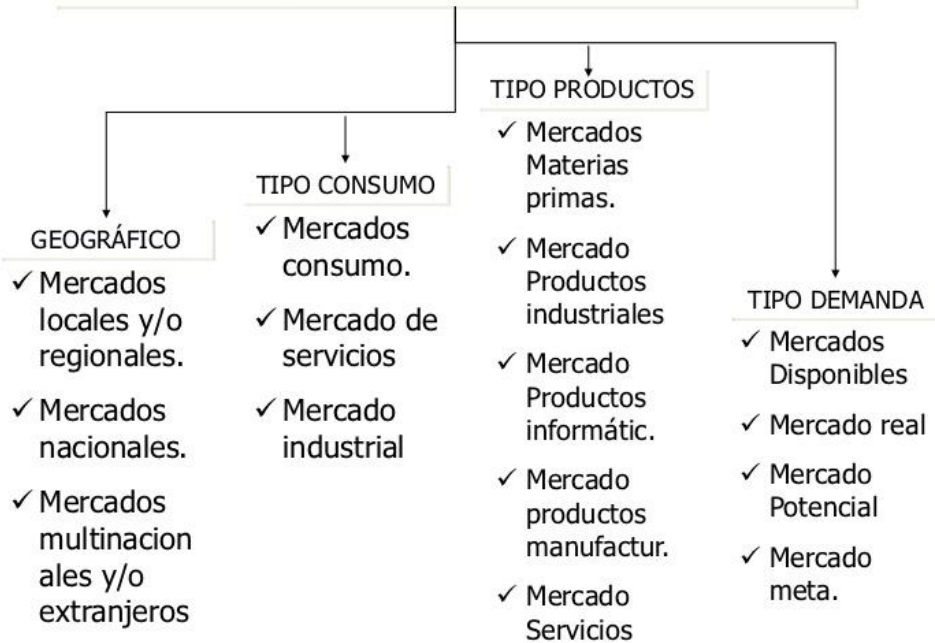 GEOGRÁFICO
✓ Mercados
locales y/o
regionales.
✓ Mercados
nacionales.
✓ Mercados
multinacion
ales y/o
extranjeros
TIPO CONSUMO
✓ Mercados
consumo.
✓ Mercado de
servicios
✓ Mercado
industrial
TIPO PRODUCTOS
✓ Mercados
Materias
primas.
✓ Mercado
Productos
industriales
✓ Mercado
Productos
informátic.
✓ Mercado
productos
manufactur.
✓ Mercado
Servicios
TIPO DEMANDA
✓ Mercados
Disponibles
✓ Mercado real
✓ Mercado
Potencial
✓ Mercado
meta.